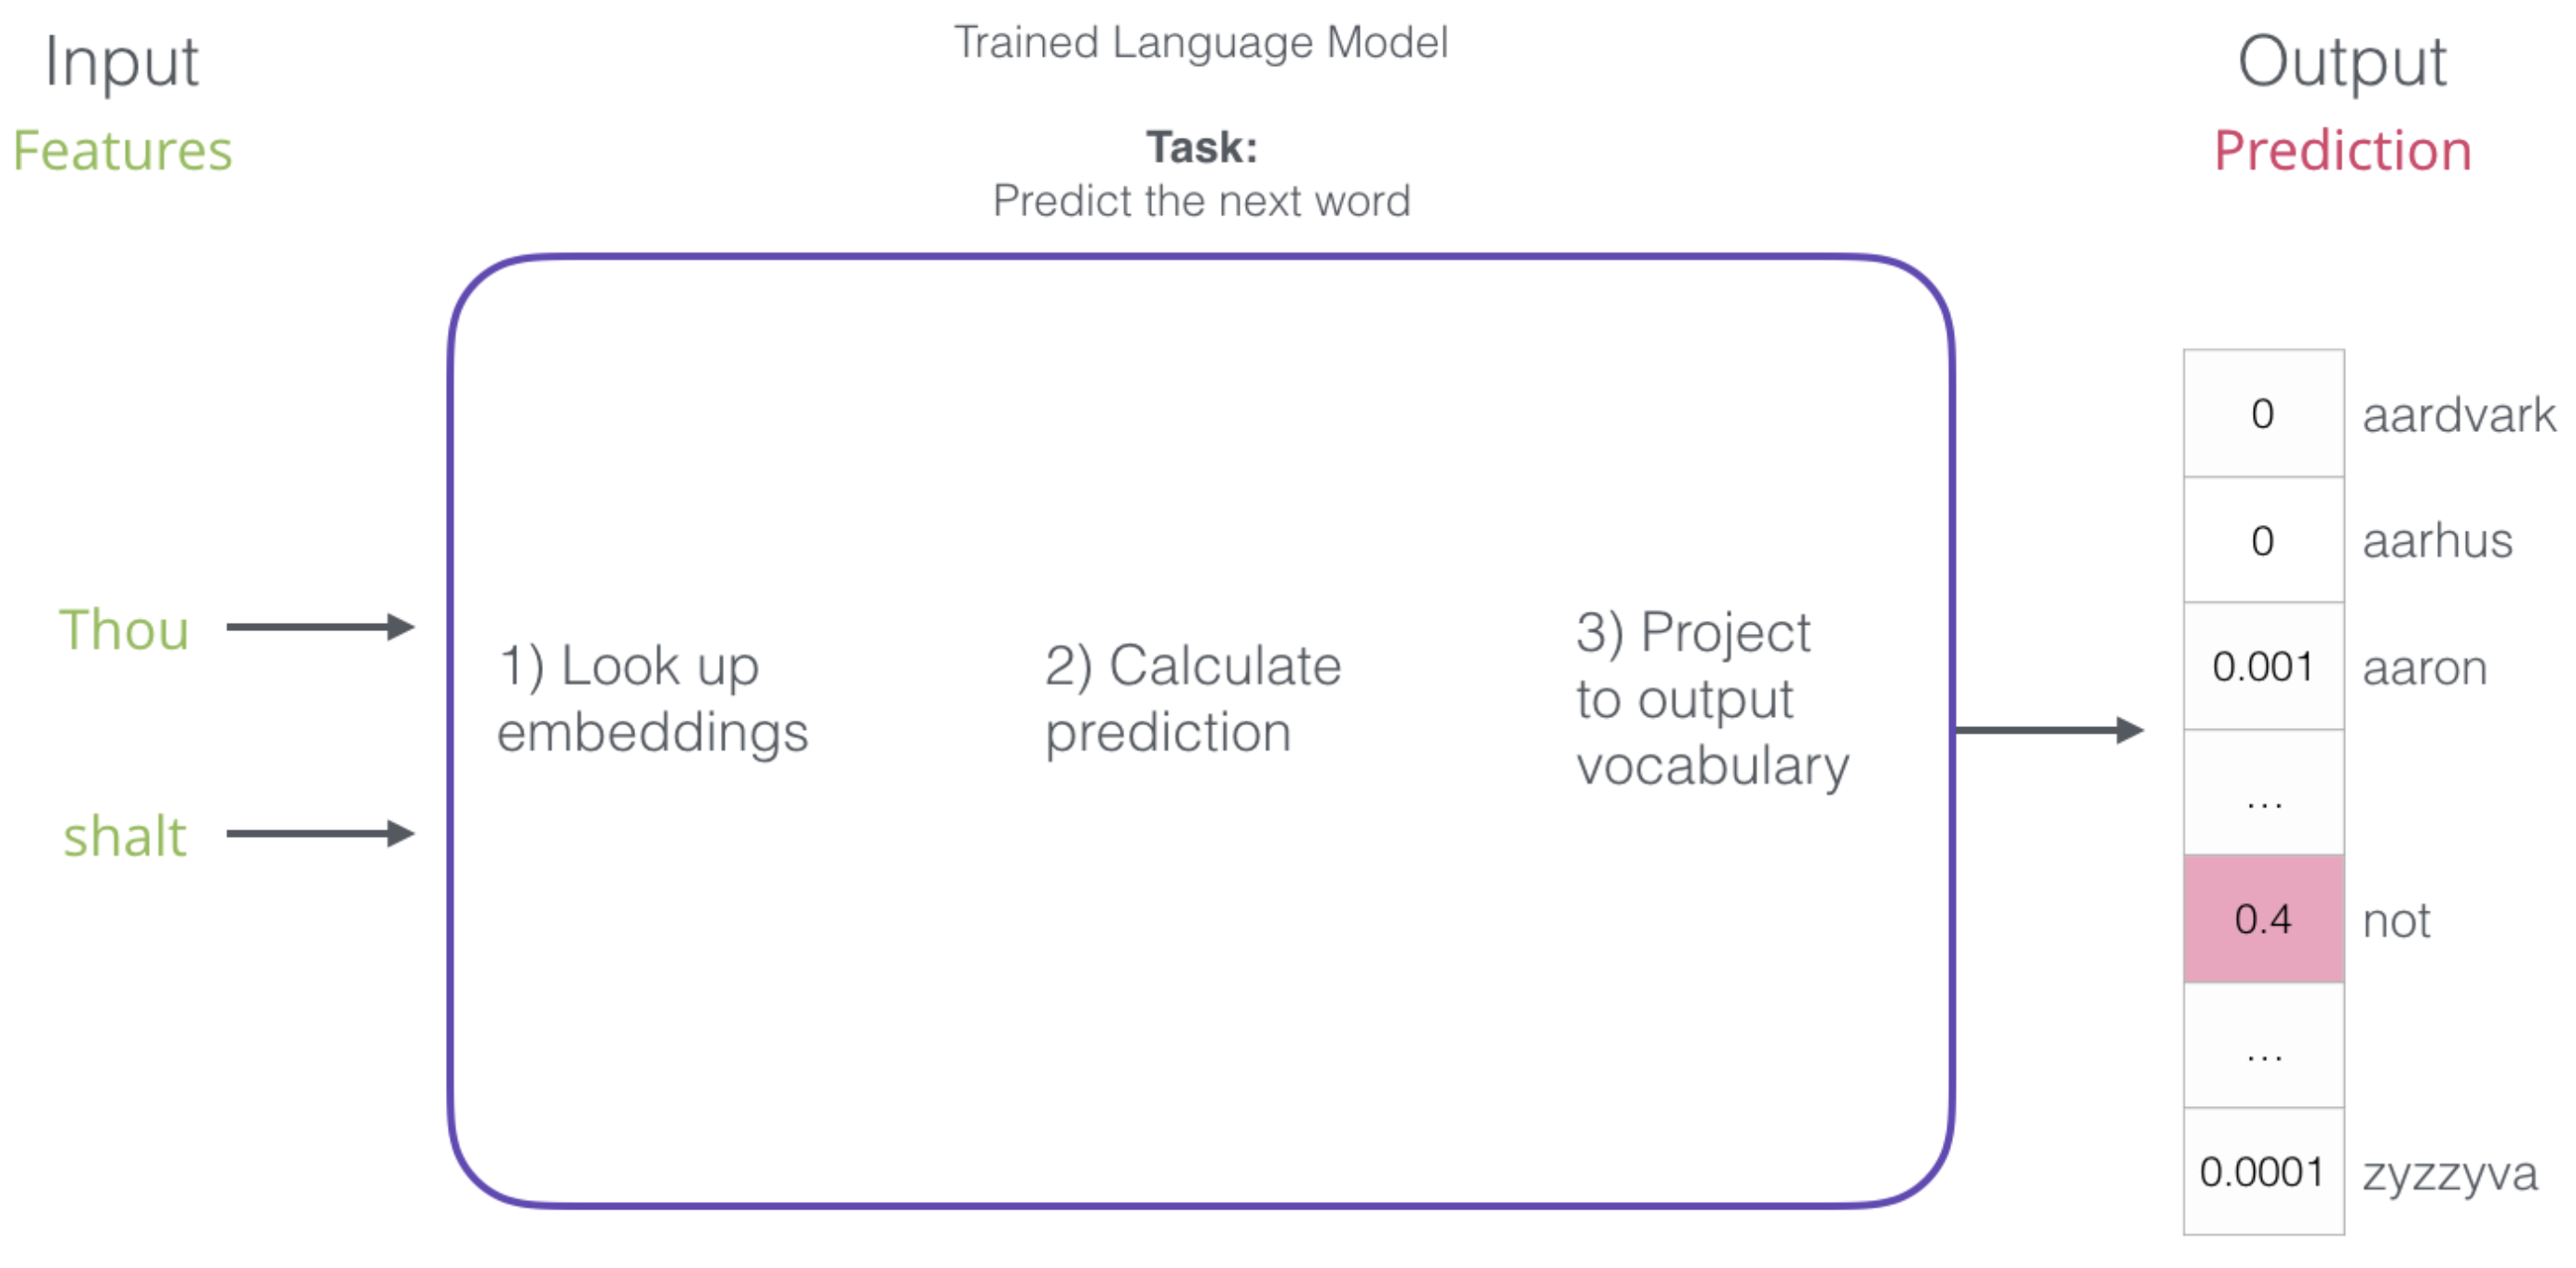 Input
Features
Trained Language Model
Task:
Predict the next word
Output
Prediction
Thou
shalt
1) Look up
embeddings
2) Calculate
prediction
3) Project
to output
vocabulary
0 aardvark
0 aarhus
0.001 aaron
...
0.4 not
...
0.0001 zyzzyva